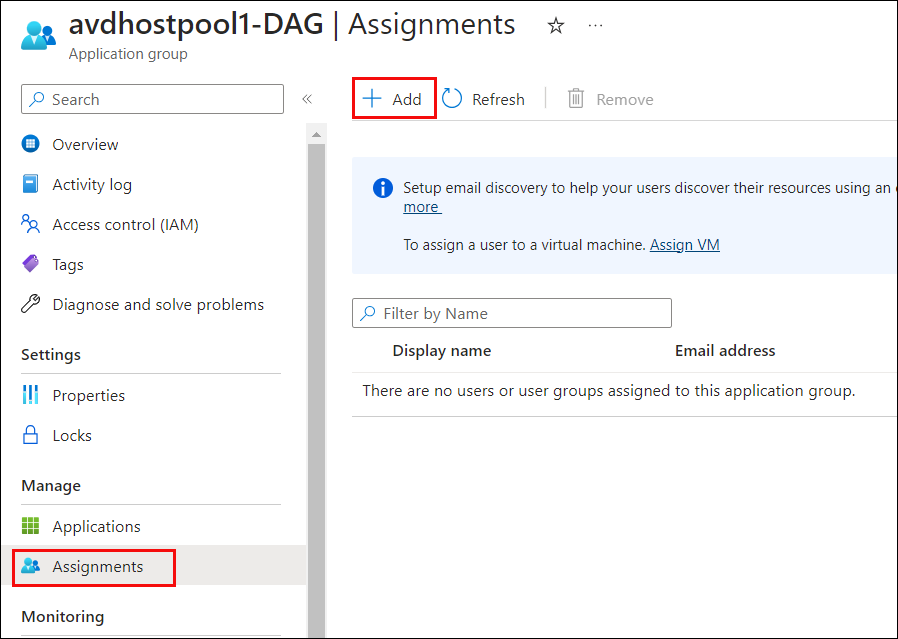 avdhostpool1-DAG | Assignments
Application group
Search
Add
Refresh
Remove
Overview
Activity log
Access control (IAM)
Tags
Diagnose and solve problems
Settings
Properties
Locks
Manage
Applications
Assignments
Monitoring
Setup email discovery to help your users discover their resources using an
more
To assign a user to a virtual machine. Assign VM
Filter by Name
Display name
Email address
There are no users or user groups assigned to this application group.